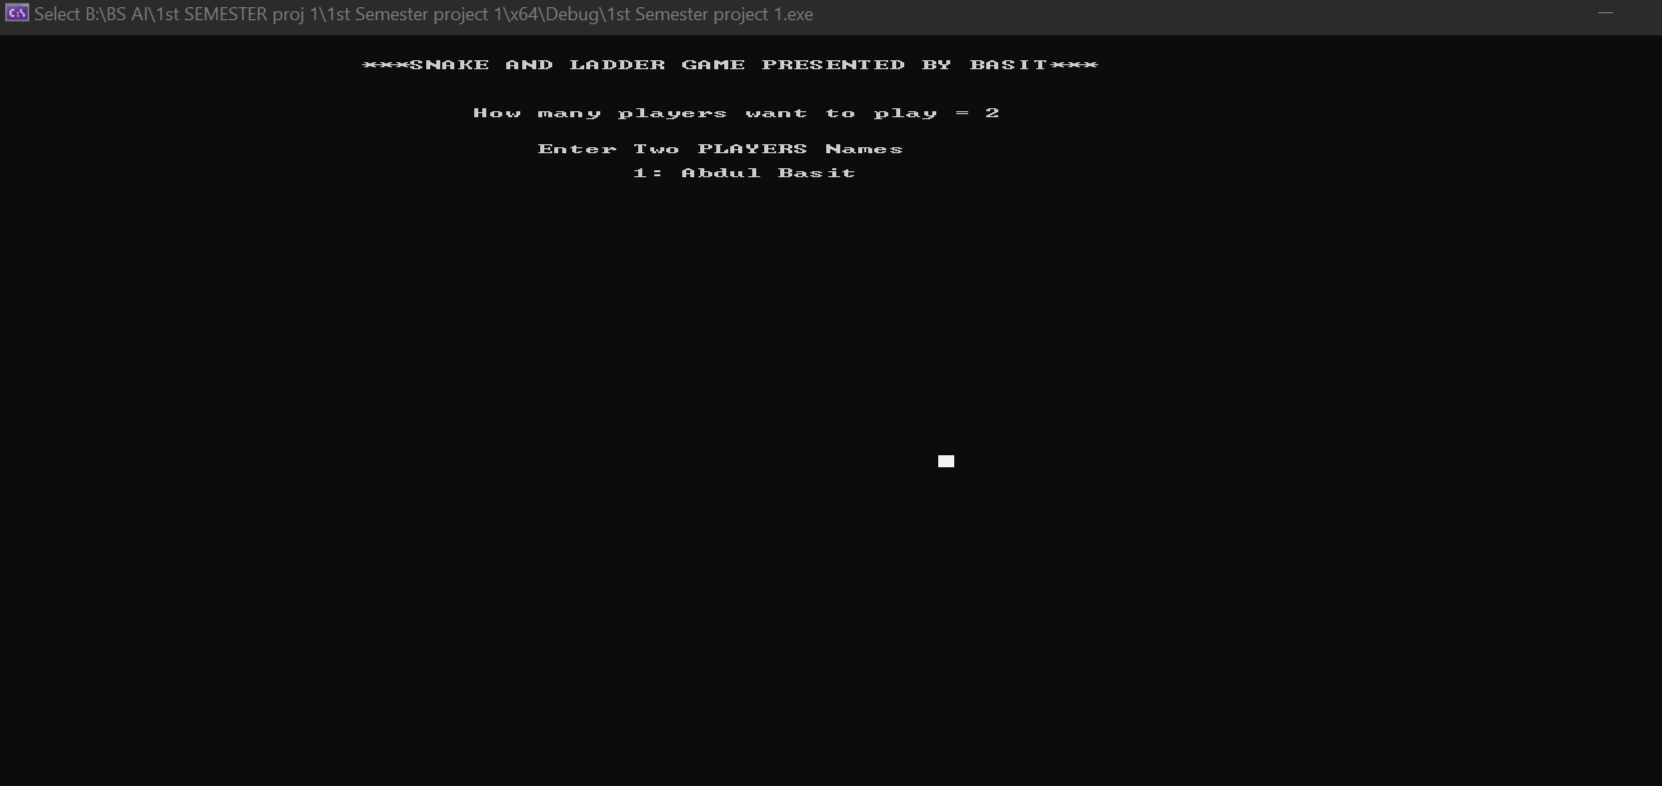 Select B:\BS AI\1st SEMESTER proj 1\1st Semester project 1\x64\Debug\1st Semester project 1.exe
***SNAKE AND LADDER GAME PRESENTED BY BASIT***
How many players want to play = 2
Enter Two PLAYERS Names
1: Abdul Basit